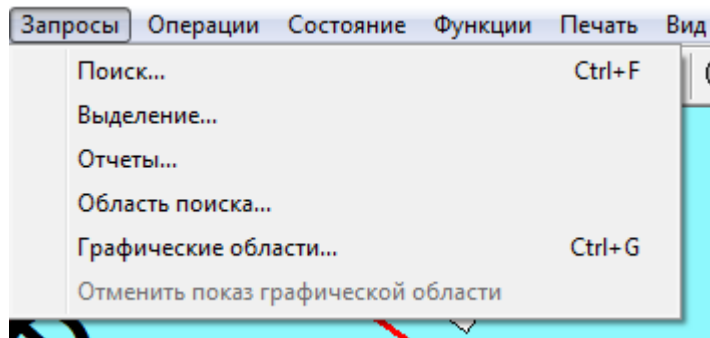 Запросы Операции Состояние Функции Печать Вид
Поиск... Ctrl+F
Выделение...
Отчеты...
Область поиска...
Графические области... Ctrl+G
Отменить показ графической области